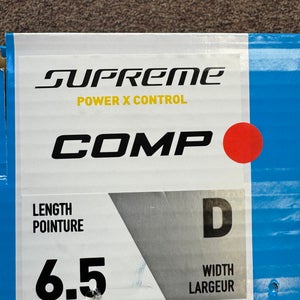 SUPREME
POWER X CONTROL
COMP
LENGTH
POINTURE
6.5
D
WIDTH
LARGEUR